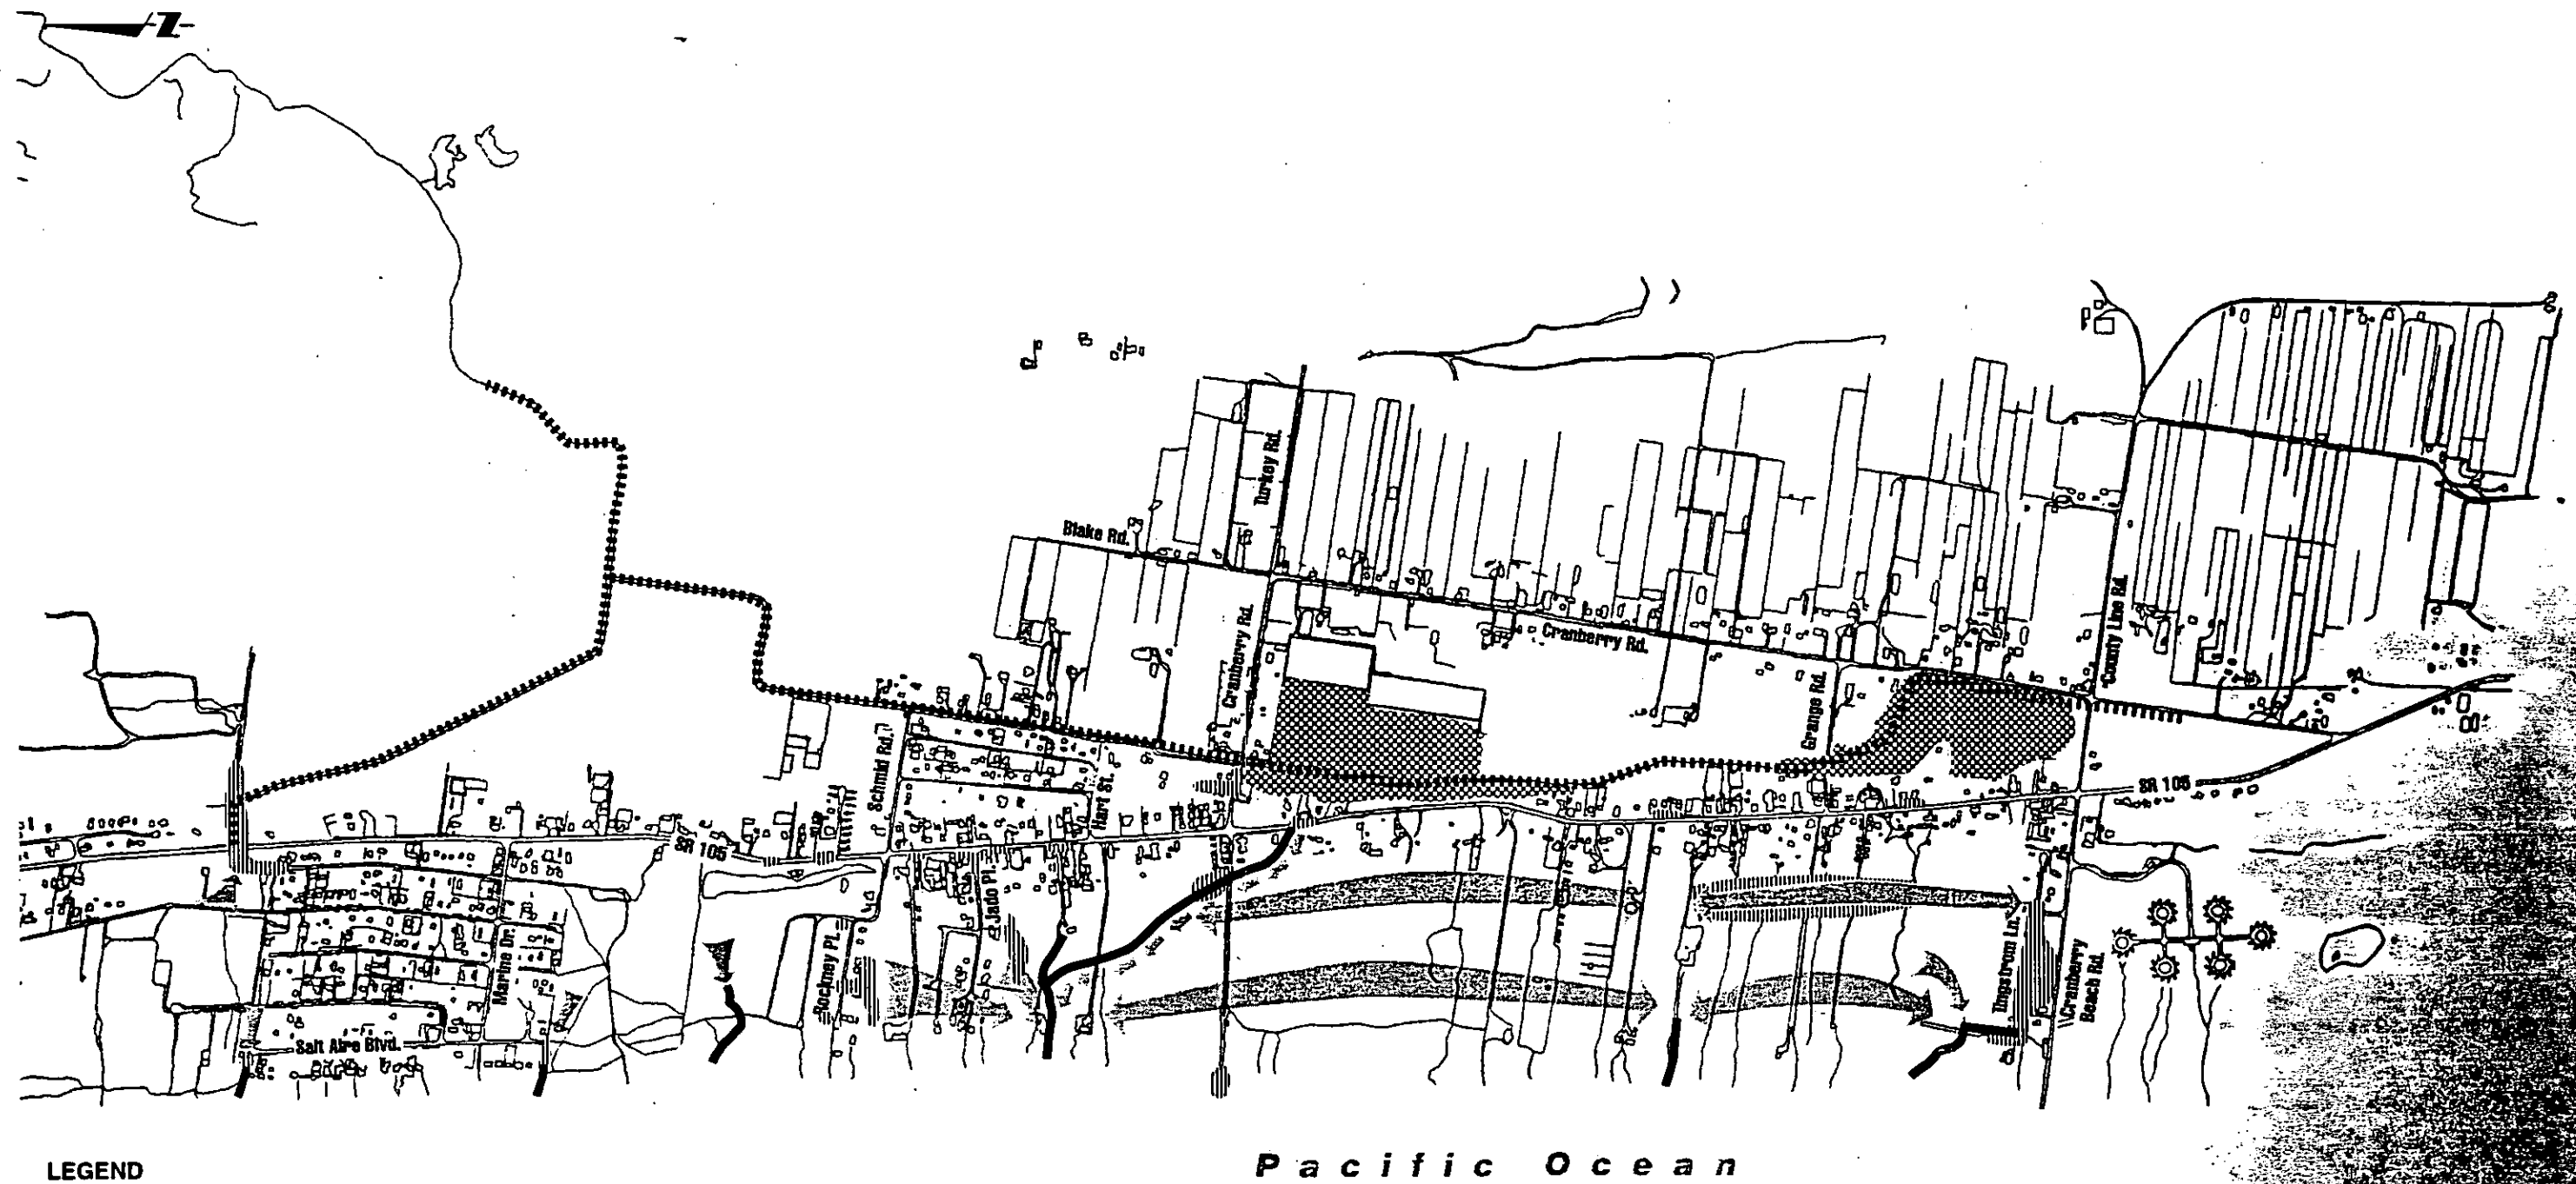 Z
Turkey Rd.
Blake Rd.
Cranberry Rd.
Cranberry Rd.
County Line Rd.
Grange Rd.
Schmid Rd.
Hart St.
SR 105
SR 105
Jado Pl.
Marine Dr.
Rockney Pl.
Tingstrom Ln.
Cranberry
Beach Rd.
Salt Aire Blvd.
Pacific Ocean
LEGEND